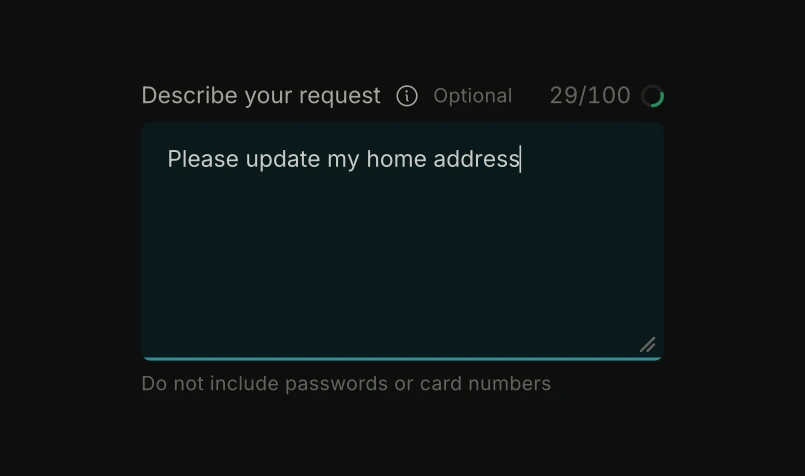 Describe your request Optional 29/100
Please update my home address
Do not include passwords or card numbers